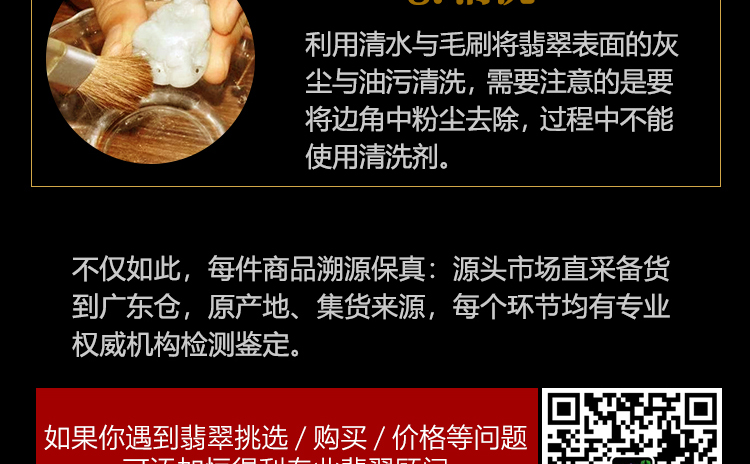 利用清水与毛刷将翡翠表面的灰
尘与油污清洗，需要注意的是要
将边角中粉尘去除，过程中不能
使用清洗剂。
不仅如此，每件商品溯源保真：源头市场直采备货
到广东仓，原产地、集货来源，每个环节均有专业
权威机构检测鉴定。
如果你遇到翡翠挑选 / 购买 / 价格等问题